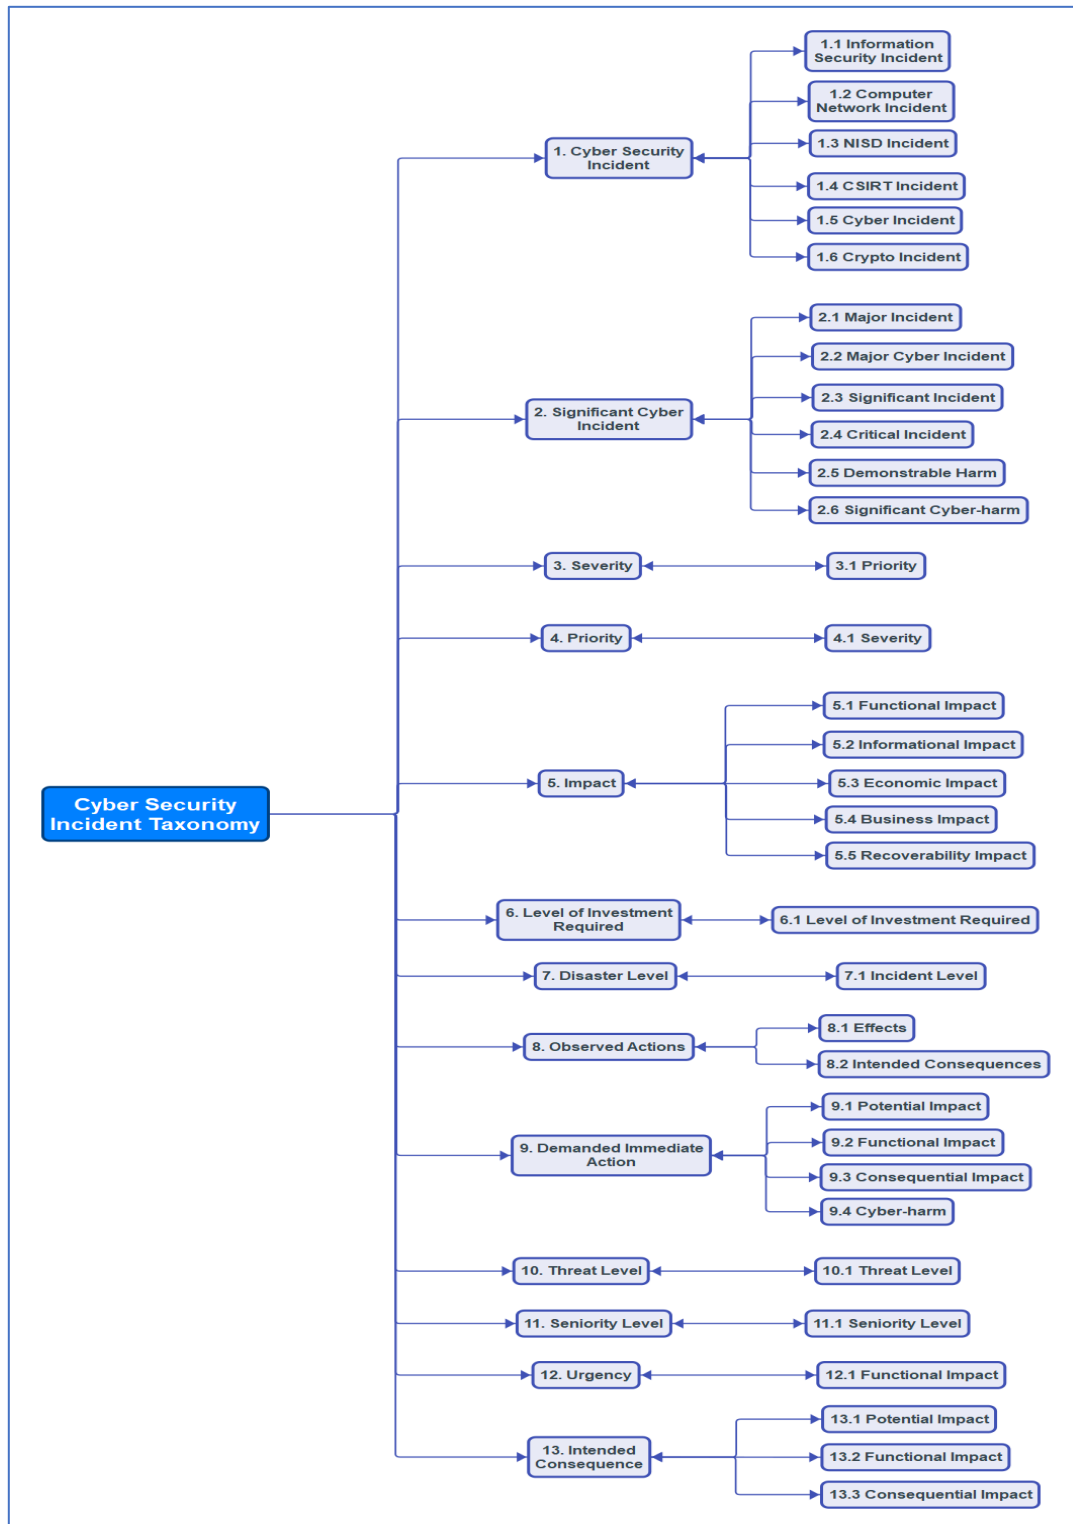 Cyber Security
Incident Taxonomy
1. Cyber Security
Incident
1.1 Information
Security Incident
1.2 Computer
Network Incident
1.3 NISD Incident
1.4 CSIRT Incident
1.5 Cyber Incident
1.6 Crypto Incident
2. Significant Cyber
Incident
2.1 Major Incident
2.2 Major Cyber Incident
2.3 Significant Incident
2.4 Critical Incident
2.5 Demonstrable Harm
2.6 Significant Cyber-harm
3. Severity
3.1 Priority
4. Priority
4.1 Severity
5. Impact
5.1 Functional Impact
5.2 Informational Impact
5.3 Economic Impact
5.4 Business Impact
5.5 Recoverability Impact
6. Level of Investment
Required
6.1 Level of Investment Required
7. Disaster Level
7.1 Incident Level
8. Observed Actions
8.1 Effects
8.2 Intended Consequences
9. Demanded Immediate
Action
9.1 Potential Impact
9.2 Functional Impact
9.3 Consequential Impact
9.4 Cyber-harm
10. Threat Level
10.1 Threat Level
11. Seniority Level
11.1 Seniority Level
12. Urgency
12.1 Functional Impact
13. Intended
Consequence
13.1 Potential Impact
13.2 Functional Impact
13.3 Consequential Impact